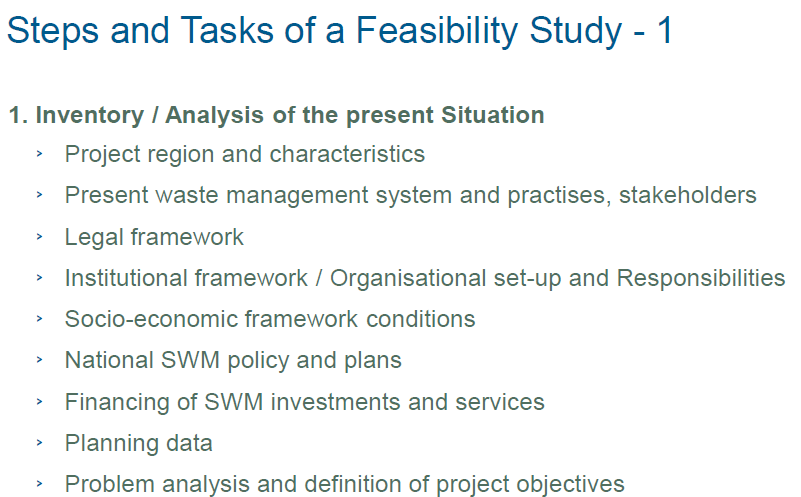 Steps and Tasks of a Feasibility Study - 1
1. Inventory / Analysis of the present Situation
> Project region and characteristics
> Present waste management system and practises, stakeholders
> Legal framework
> Institutional framework / Organisational set-up and Responsibilities
> Socio-economic framework conditions
> National SWM policy and plans
> Financing of SWM investments and services
> Planning data
> Problem analysis and definition of project objectives